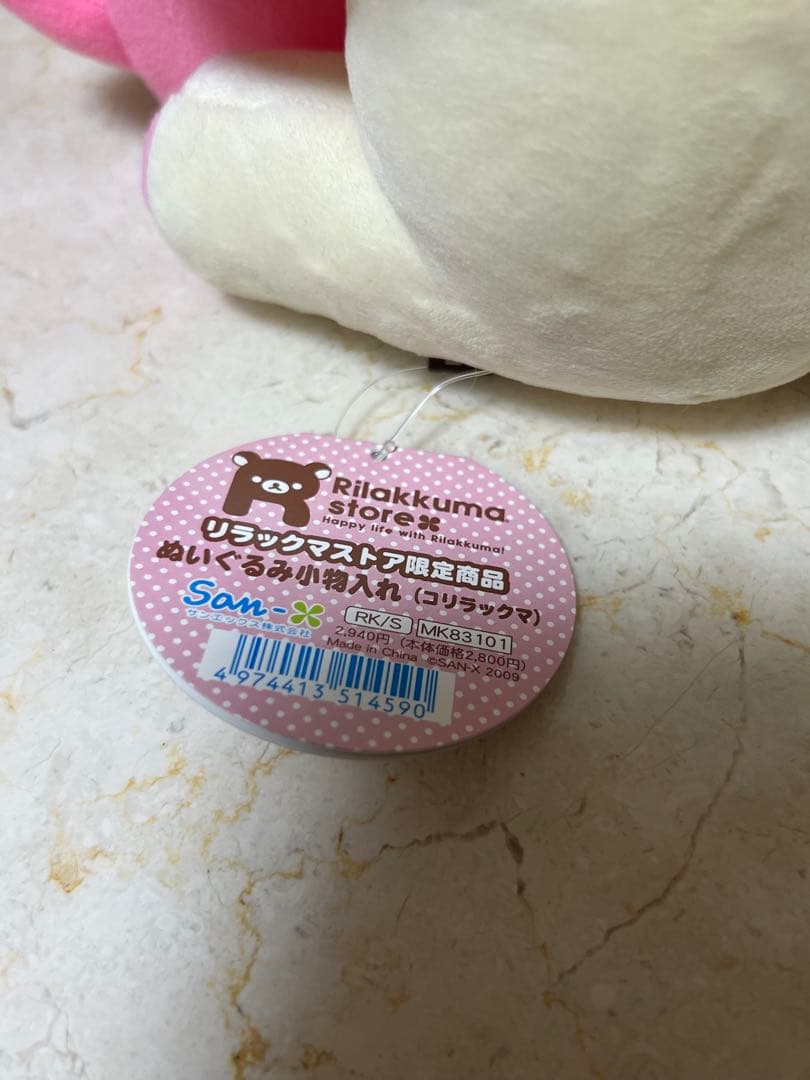 Rilakkuma
store
Happy life with Rilakkuma!
リラックマストア限定商品
ぬいぐるみ小物入れ（コリラックマ）
San-X
サンエックス株式会社
RK/S MK83101
2,940円（本体価格2,800円）
Made in China ©SAN-X 2009
4 974413 514590